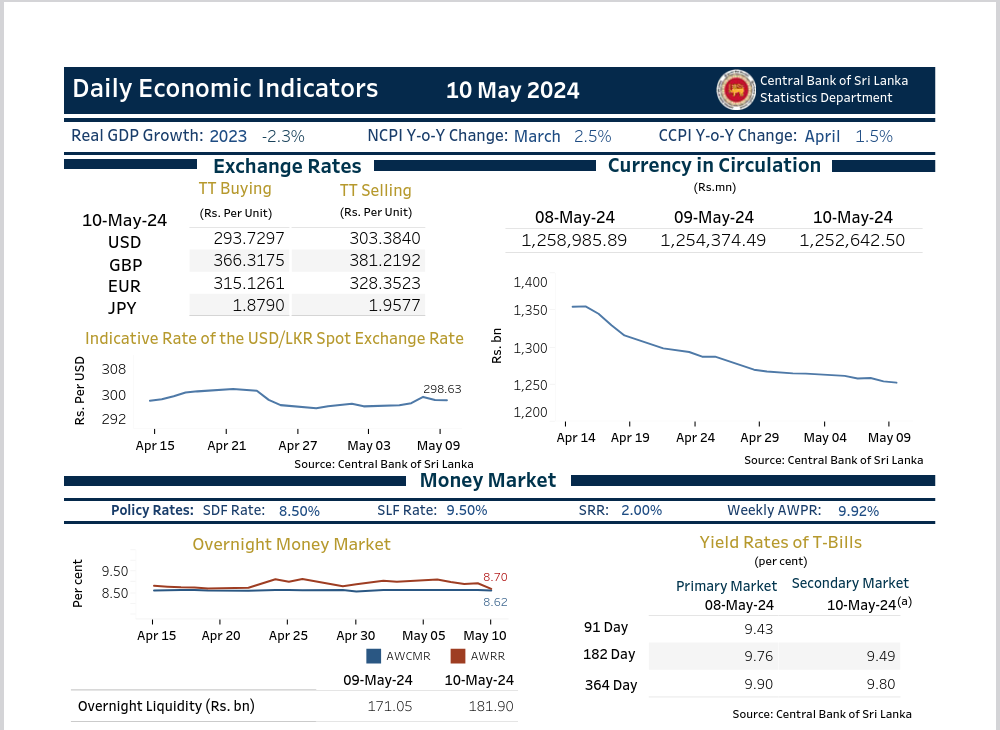 Daily Economic Indicators 10 May 2024 Central Bank of Sri Lanka
Statistics Department
Real GDP Growth: 2023 -2.3% NCPI Y-o-Y Change: March 2.5% CCPI Y-o-Y Change: April 1.5%
Exchange Rates
TT Buying TT Selling
(Rs. Per Unit) (Rs. Per Unit)
10-May-24
USD 293.7297 303.3840
GBP 366.3175 381.2192
EUR 315.1261 328.3523
JPY 1.8790 1.9577
Indicative Rate of the USD/LKR Spot Exchange Rate
Rs. Per USD
308
300
292
298.63
Apr 15 Apr 21 Apr 27 May 03 May 09
Source: Central Bank of Sri Lanka
Currency in Circulation
(Rs.mn)
08-May-24 09-May-24 10-May-24
1,258,985.89 1,254,374.49 1,252,642.50
Rs. bn
1,400
1,350
1,300
1,250
1,200
Apr 14 Apr 19 Apr 24 Apr 29 May 04 May 09
Source: Central Bank of Sri Lanka
Money Market
Policy Rates: SDF Rate: 8.50% SLF Rate: 9.50% SRR: 2.00% Weekly AWPR: 9.92%
Overnight Money Market
Per cent
9.50
8.50
8.70
8.62
Apr 15 Apr 20 Apr 25 Apr 30 May 05 May 10
AWCMR AWRR
09-May-24 10-May-24
Overnight Liquidity (Rs. bn) 171.05 181.90
Yield Rates of T-Bills
(per cent)
Primary Market Secondary Market
08-May-24 10-May-24(a)
91 Day 9.43
182 Day 9.76 9.49
364 Day 9.90 9.80
Source: Central Bank of Sri Lanka